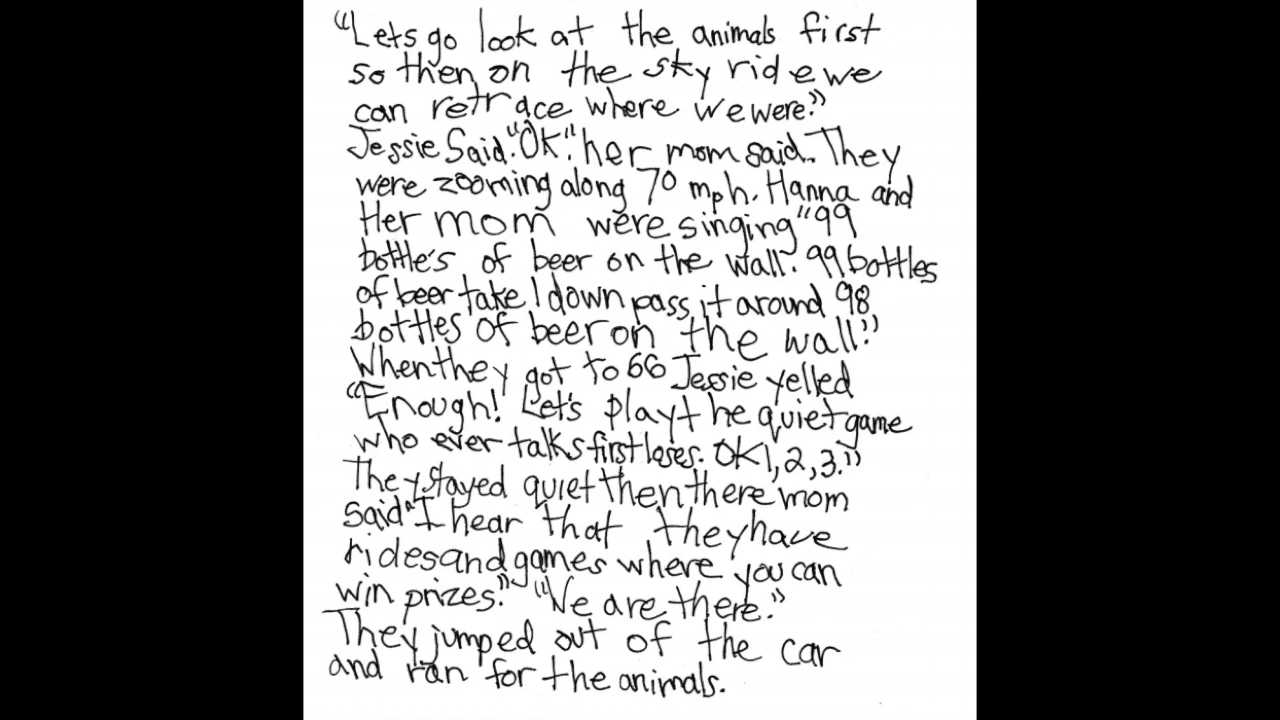 "Lets go look at the animals first
so then on the sky ride we
can retrace where we were."
Jessie Said. "OK." her mom said. They
were zooming along 70 mph. Hanna and
Her mom were singing "99
bottle's of beer on the wall. 99 bottles
of beer take 1 down pass it around 98
bottles of beer on the wall."
When they got to 66 Jessie yelled
"Enough! Let's play the quiet game
who ever talks first loses. OK 1, 2, 3."
They stayed quiet then there mom
said "I hear that they have
rides and games where you can
win prizes." "We are there."
They jumped out of the car
and ran for the animals.